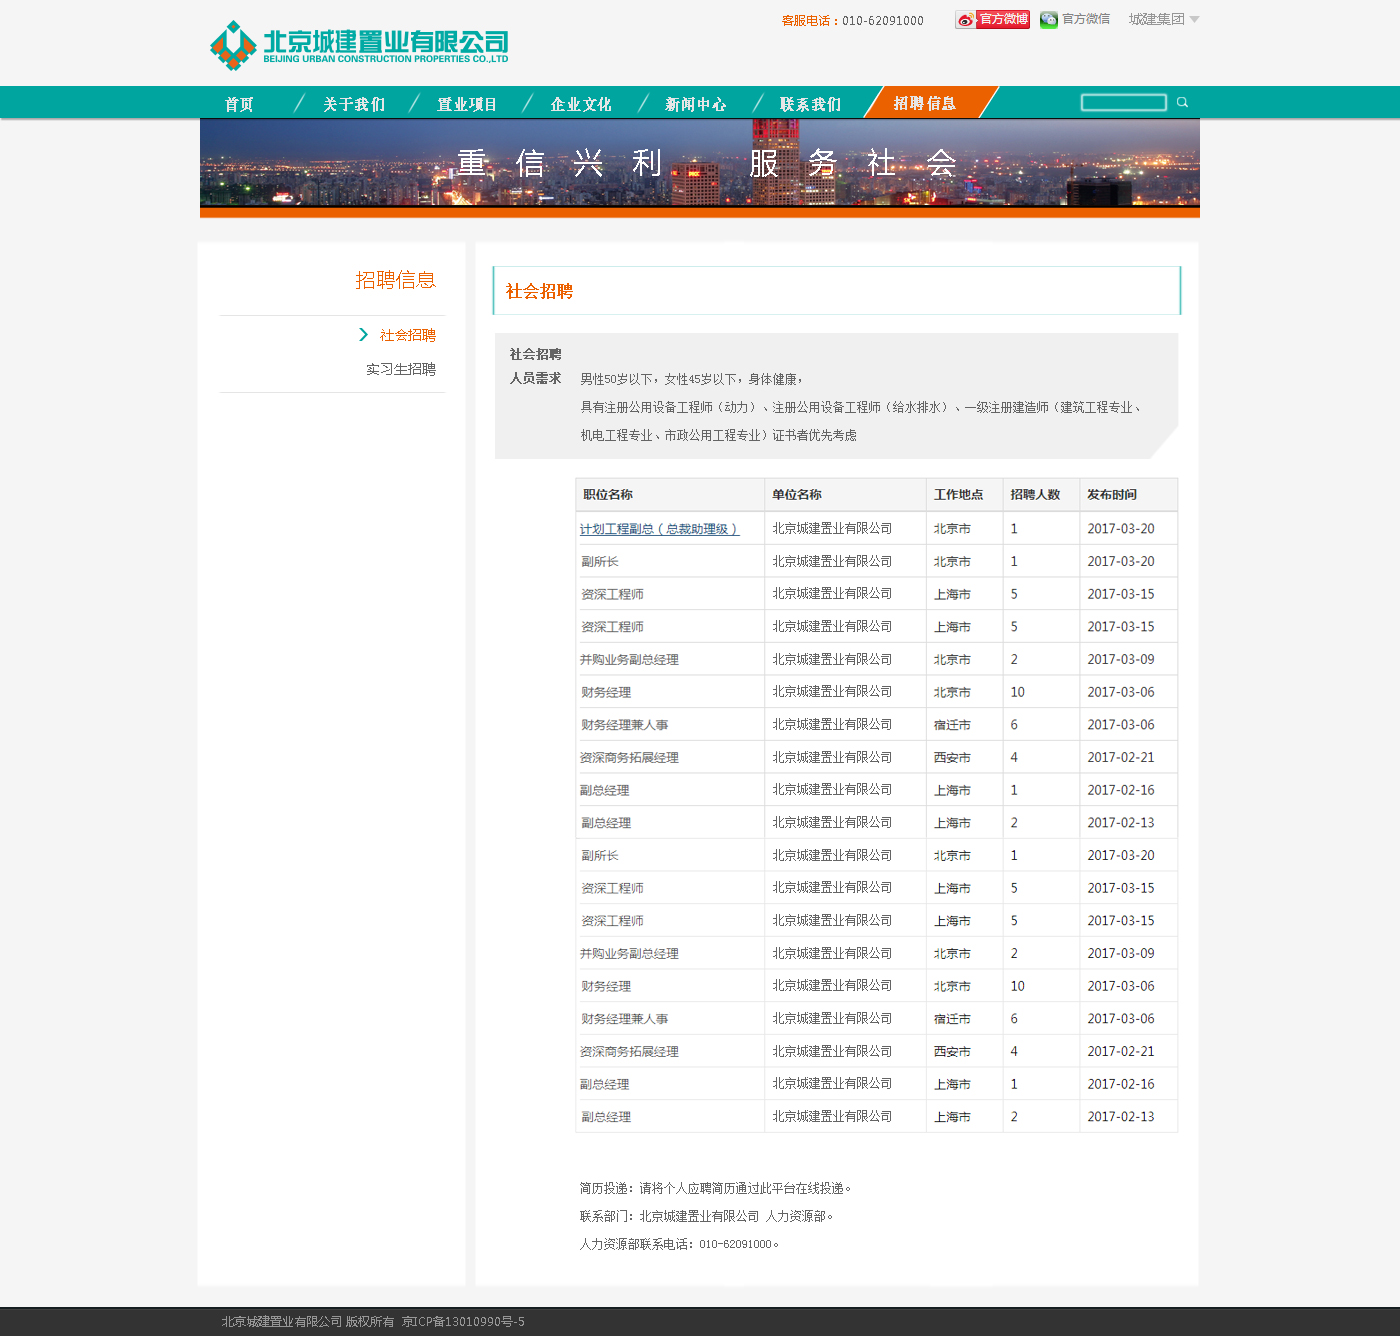 北京城建置业有限公司
BEIJING URBAN CONSTRUCTION PROPERTIES CO.,LTD
客服电话：010-62091000 官方微博 官方微信 城建集团
首页 关于我们 置业项目 企业文化 新闻中心 联系我们 招聘信息
重信兴利 服务社会
招聘信息
社会招聘
实习生招聘
社会招聘
社会招聘
人员需求 男性50岁以下，女性45岁以下，身体健康，
具有注册公用设备工程师（动力）、注册公用设备工程师（给水排水）、一级注册建造师（建筑工程专业、
机电工程专业、市政公用工程专业）证书者优先考虑
职位名称 单位名称 工作地点 招聘人数 发布时间
计划工程副总（总裁助理级） 北京城建置业有限公司 北京市 1 2017-03-20
副所长 北京城建置业有限公司 北京市 1 2017-03-20
资深工程师 北京城建置业有限公司 上海市 5 2017-03-15
资深工程师 北京城建置业有限公司 上海市 5 2017-03-15
并购业务副总经理 北京城建置业有限公司 北京市 2 2017-03-09
财务经理 北京城建置业有限公司 北京市 10 2017-03-06
财务经理兼人事 北京城建置业有限公司 宿迁市 6 2017-03-06
资深商务拓展经理 北京城建置业有限公司 西安市 4 2017-02-21
副总经理 北京城建置业有限公司 上海市 1 2017-02-16
副总经理 北京城建置业有限公司 上海市 2 2017-02-13
副所长 北京城建置业有限公司 北京市 1 2017-03-20
资深工程师 北京城建置业有限公司 上海市 5 2017-03-15
资深工程师 北京城建置业有限公司 上海市 5 2017-03-15
并购业务副总经理 北京城建置业有限公司 北京市 2 2017-03-09
财务经理 北京城建置业有限公司 北京市 10 2017-03-06
财务经理兼人事 北京城建置业有限公司 宿迁市 6 2017-03-06
资深商务拓展经理 北京城建置业有限公司 西安市 4 2017-02-21
副总经理 北京城建置业有限公司 上海市 1 2017-02-16
副总经理 北京城建置业有限公司 上海市 2 2017-02-13
简历投递：请将个人应聘简历通过此平台在线投递。
联系部门：北京城建置业有限公司 人力资源部。
人力资源部联系电话：010-62091000。
北京城建置业有限公司 版权所有 京ICP备13010990号-5